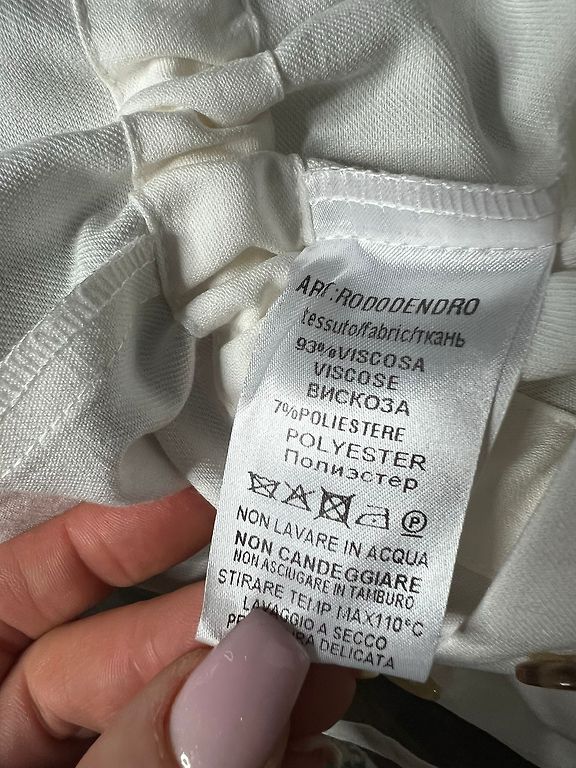 ART:RODODENDRO
tessuto/fabric/ткань
93%VISCOSA
VISCOSE
ВИСКОЗА
7%POLIESTERE
POLYESTER
Полиэстер
P
NON LAVARE IN ACQUA
NON CANDEGGIARE
NON ASCIUGARE IN TAMBURO
STIRARE TEMP MAX110°C
LAVAGGIO A SECCO
DELICATA